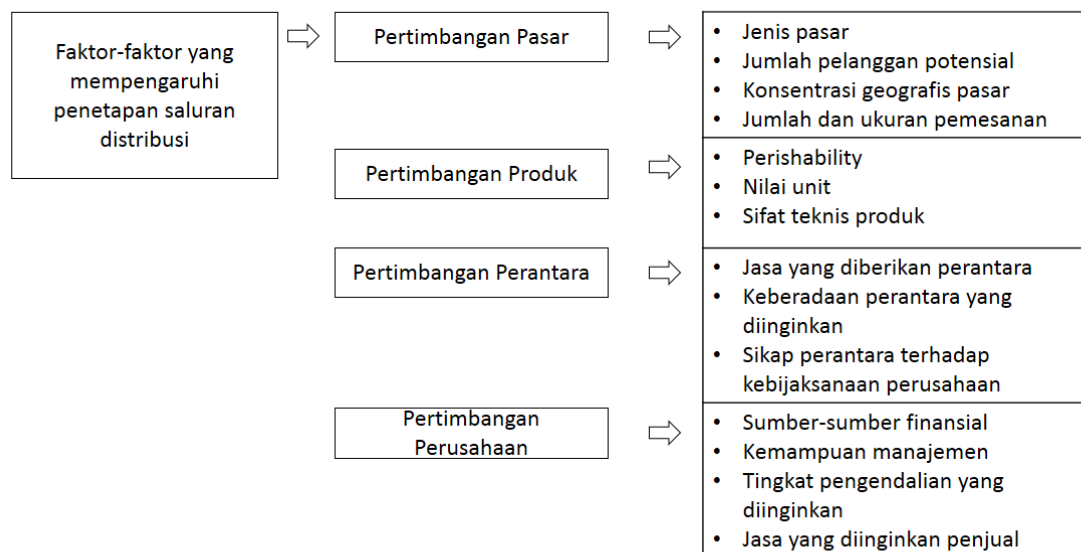 Faktor-faktor yang
mempengaruhi
penetapan saluran
distribusi
Pertimbangan Pasar
• Jenis pasar
• Jumlah pelanggan potensial
• Konsentrasi geografis pasar
• Jumlah dan ukuran pemesanan
Pertimbangan Produk
• Perishability
• Nilai unit
• Sifat teknis produk
Pertimbangan Perantara
• Jasa yang diberikan perantara
• Keberadaan perantara yang
diinginkan
• Sikap perantara terhadap
kebijaksanaan perusahaan
Pertimbangan
Perusahaan
• Sumber-sumber finansial
• Kemampuan manajemen
• Tingkat pengendalian yang
diinginkan
• Jasa yang diinginkan penjual